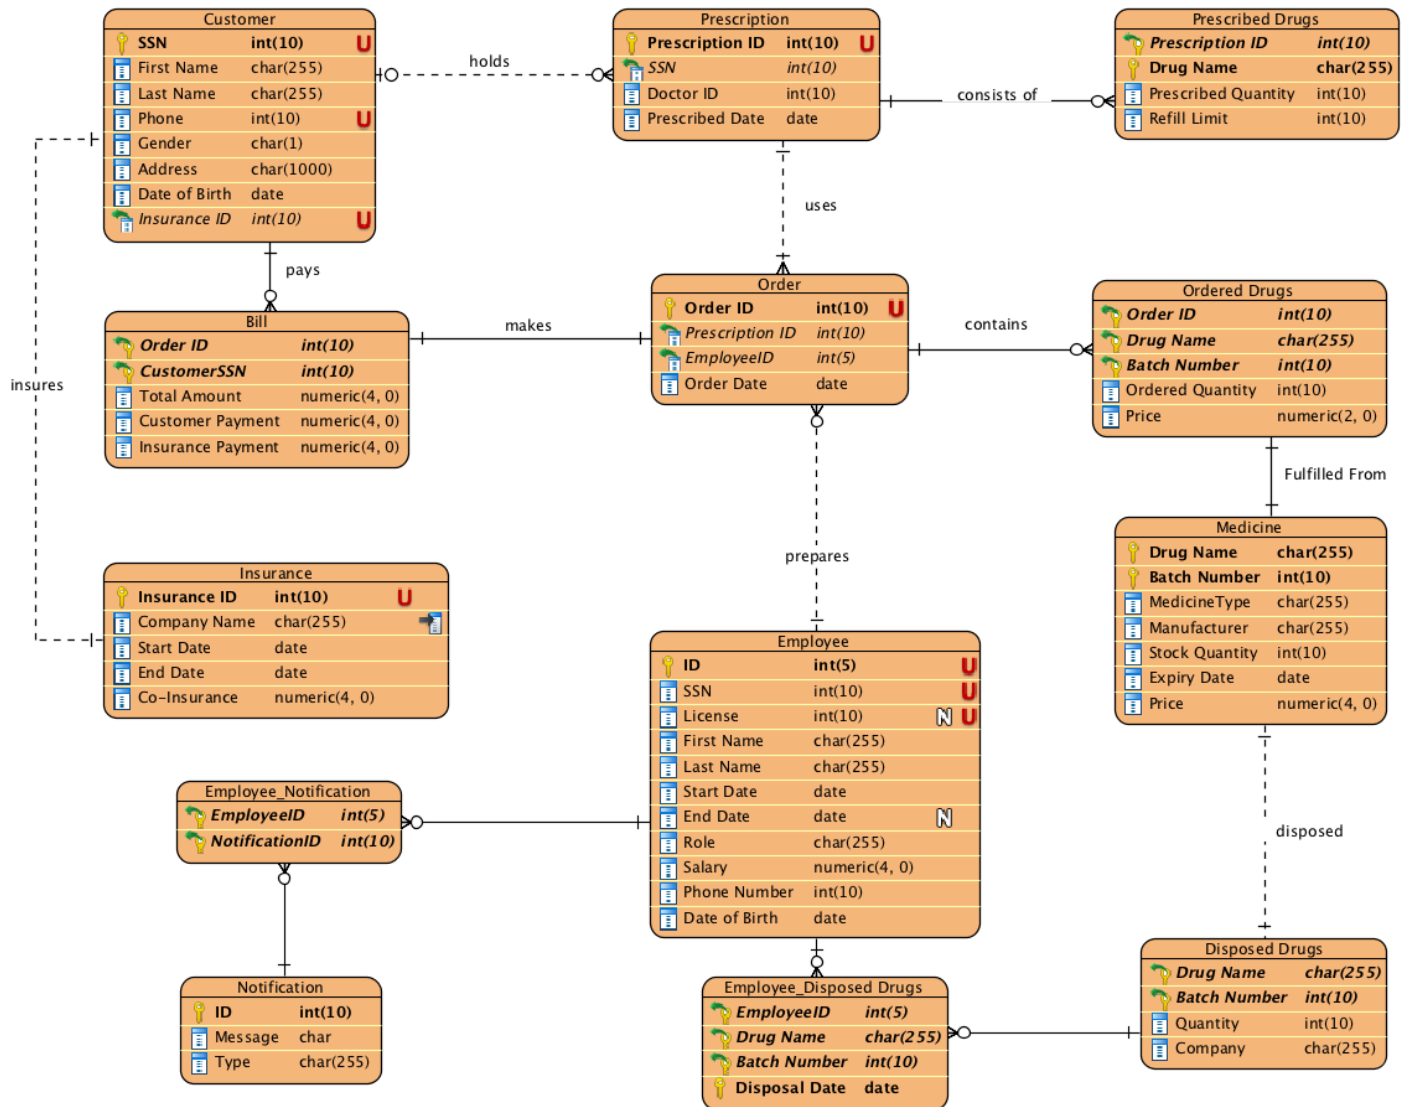 Customer
SSN int(10) U
First Name char(255)
Last Name char(255)
Phone int(10) U
Gender char(1)
Address char(1000)
Date of Birth date
Insurance ID int(10) U
holds
Prescription
Prescription ID int(10) U
SSN int(10)
Doctor ID int(10)
Prescribed Date date
consists of
Prescribed Drugs
Prescription ID int(10)
Drug Name char(255)
Prescribed Quantity int(10)
Refill Limit int(10)
uses
pays
Bill
Order ID int(10)
CustomerSSN int(10)
Total Amount numeric(4, 0)
Customer Payment numeric(4, 0)
Insurance Payment numeric(4, 0)
makes
Order
Order ID int(10) U
Prescription ID int(10)
EmployeeID int(5)
Order Date date
contains
Ordered Drugs
Order ID int(10)
Drug Name char(255)
Batch Number int(10)
Ordered Quantity int(10)
Price numeric(2, 0)
insures
Fulfilled From
prepares
Insurance
Insurance ID int(10) U
Company Name char(255)
Start Date date
End Date date
Co-Insurance numeric(4, 0)
Medicine
Drug Name char(255)
Batch Number int(10)
MedicineType char(255)
Manufacturer char(255)
Stock Quantity int(10)
Expiry Date date
Price numeric(4, 0)
Employee
ID int(5) U
SSN int(10) U
License int(10) N U
First Name char(255)
Last Name char(255)
Start Date date
End Date date N
Role char(255)
Salary numeric(4, 0)
Phone Number int(10)
Date of Birth date
Employee_Notification
EmployeeID int(5)
NotificationID int(10)
disposed
Notification
ID int(10)
Message char
Type char(255)
Employee_Disposed Drugs
EmployeeID int(5)
Drug Name char(255)
Batch Number int(10)
Disposal Date date
Disposed Drugs
Drug Name char(255)
Batch Number int(10)
Quantity int(10)
Company char(255)